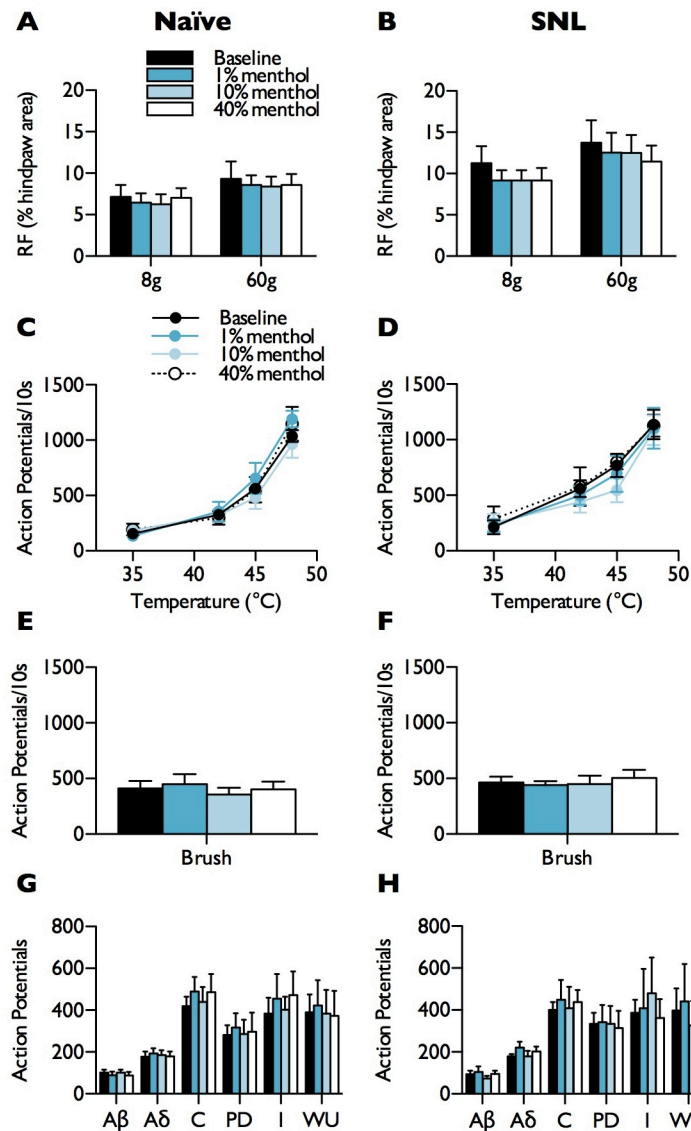 A Naïve
Baseline
1% menthol
10% menthol
40% menthol
RF (% hindpaw area)
20
15
10
5
0
8g 60g
B SNL
RF (% hindpaw area)
20
15
10
5
0
8g 60g
C
Baseline
1% menthol
10% menthol
40% menthol
Action Potentials/10s
1500
1000
500
0
35 40 45 50
Temperature (°C)
D
Action Potentials/10s
1500
1000
500
0
35 40 45 50
Temperature (°C)
E
Action Potentials/10s
1500
1000
500
0
Brush
F
Action Potentials/10s
1500
1000
500
0
Brush
G
Action Potentials
800
600
400
200
0
Aβ Aδ C PD I WU
H
Action Potentials
800
600
400
200
0
Aβ Aδ C PD I